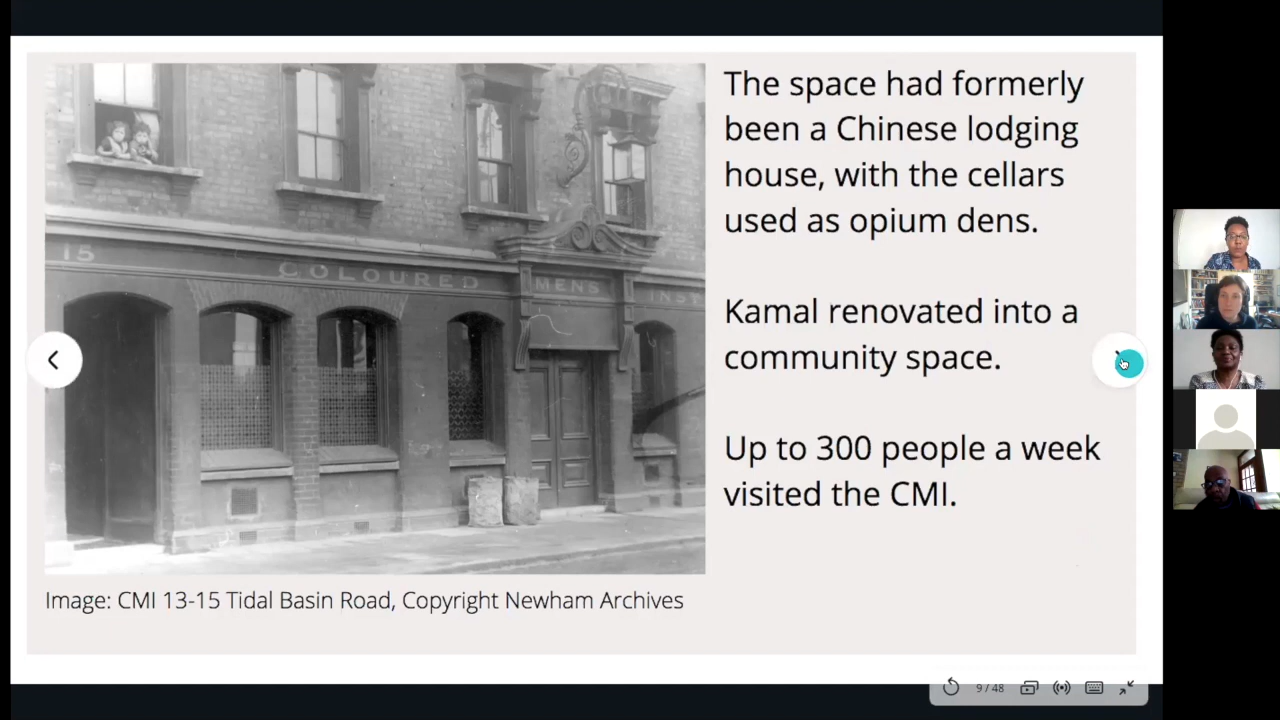 15 COLOURED MENS INST
The space had formerly
been a Chinese lodging
house, with the cellars
used as opium dens.
Kamal renovated into a
community space.
Up to 300 people a week
visited the CMI.
Image: CMI 13-15 Tidal Basin Road, Copyright Newham Archives
9 / 48